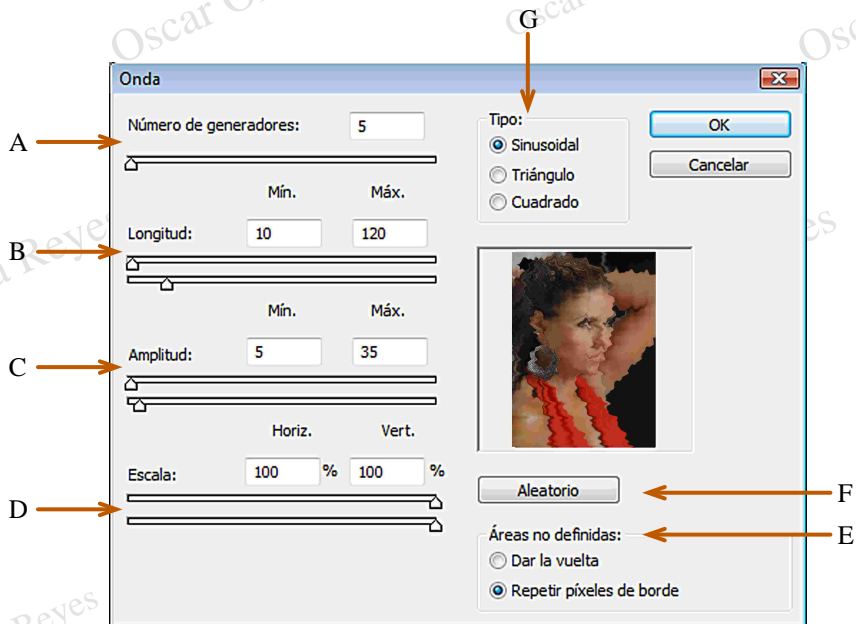 Oscar
Oscar
G
Onda
Tipo:
Número de generadores: 5
OK
A
Sinusoidal
Cancelar
Triángulo
Mín. Máx.
Cuadrado
Longitud: 10 120
B
Reyes
Mín. Máx.
Amplitud: 5 35
C
Horiz. Vert.
Escala: 100 % 100 %
Aleatorio
F
D
Áreas no definidas:
E
Dar la vuelta
Repetir píxeles de borde
Reyes